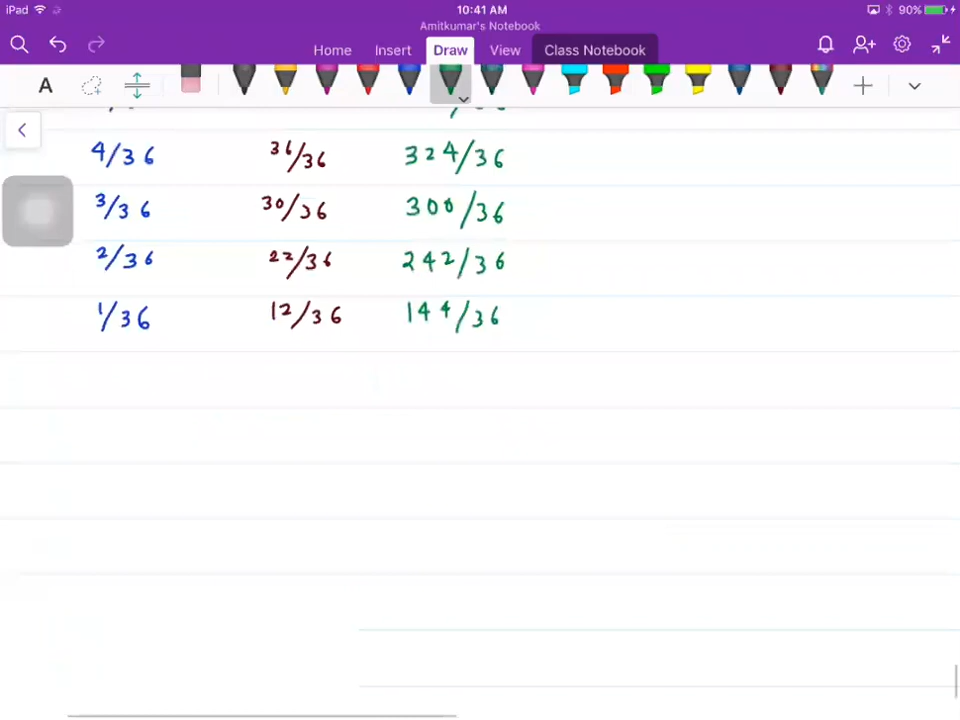 iPad 10:41 AM 90%
Amitkumar's Notebook
Home Insert Draw View Class Notebook
A
4/36 36/36 324/36
3/36 30/36 300/36
2/36 22/36 242/36
1/36 12/36 144/36